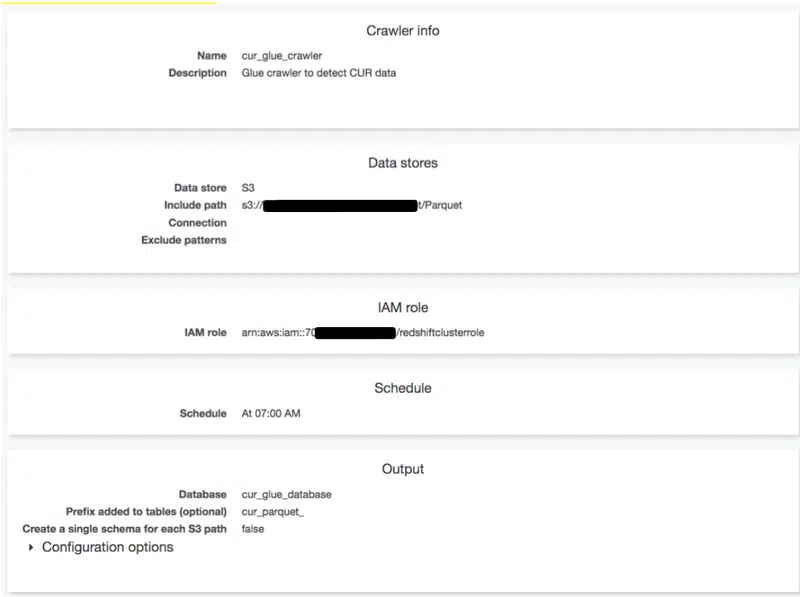 Crawler info
Name cur_glue_crawler
Description Glue crawler to detect CUR data
Data stores
Data store S3
Include path s3:// t/Parquet
Connection
Exclude patterns
IAM role
IAM role arn:aws:iam::70 /redshiftclusterrole
Schedule
Schedule At 07:00 AM
Output
Database cur_glue_database
Prefix added to tables (optional) cur_parquet_
Create a single schema for each S3 path false
Configuration options